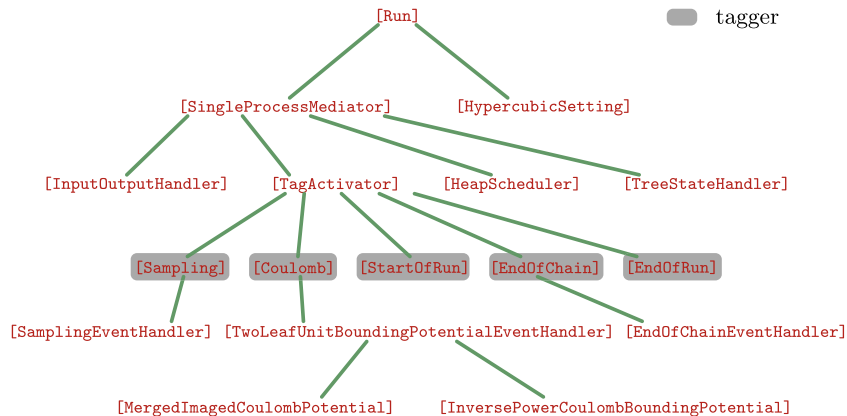 [Run]
tagger
[SingleProcessMediator]
[HypercubicSetting]
[InputOutputHandler]
[TagActivator]
[HeapScheduler]
[TreeStateHandler]
[Sampling]
[Coulomb]
[StartOfRun]
[EndOfChain]
[EndOfRun]
[SamplingEventHandler]
[TwoLeafUnitBoundingPotentialEventHandler]
[EndOfChainEventHandler]
[MergedImagedCoulombPotential]
[InversePowerCoulombBoundingPotential]